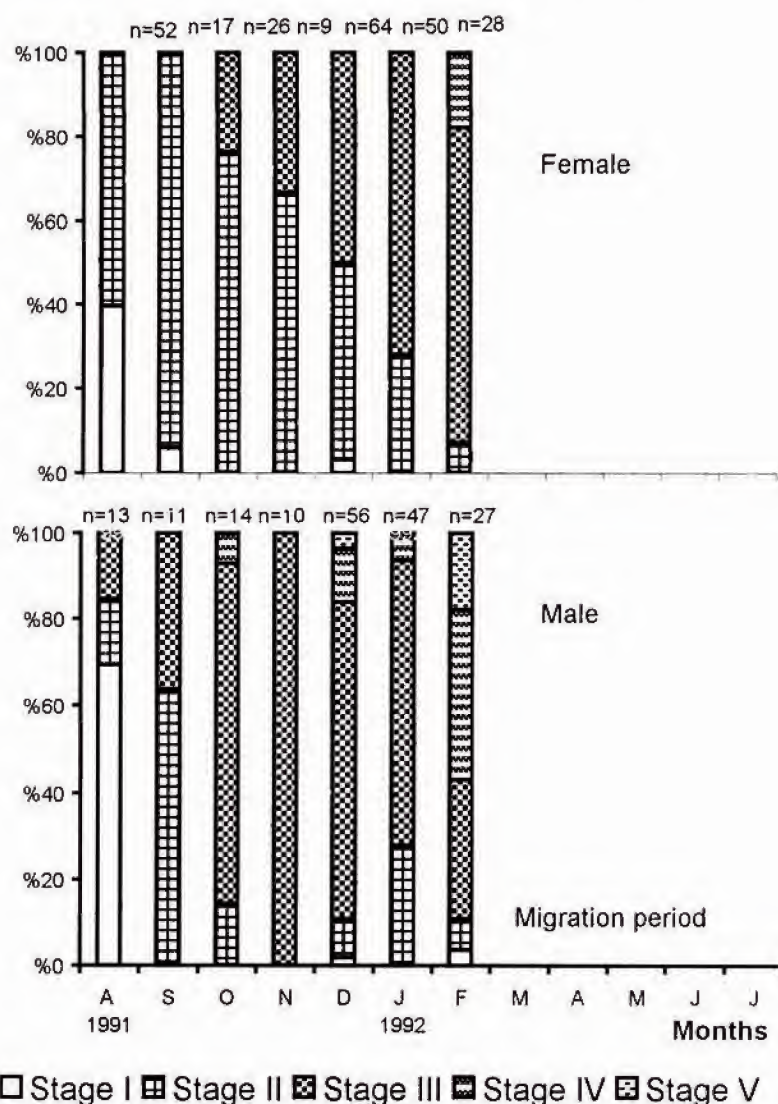 n=52 n=17 n=26 n=9 n=64 n=50 n=28
%100
%80
Female
%60
%40
%20
%0
n=13 n=11 n=14 n=10 n=56 n=47 n=27
%100
%80
Male
%60
%40
%20
Migration period
%0
A S O N D J F M A M J J
1991 1992
Months
Stage I Stage II Stage III Stage IV Stage V